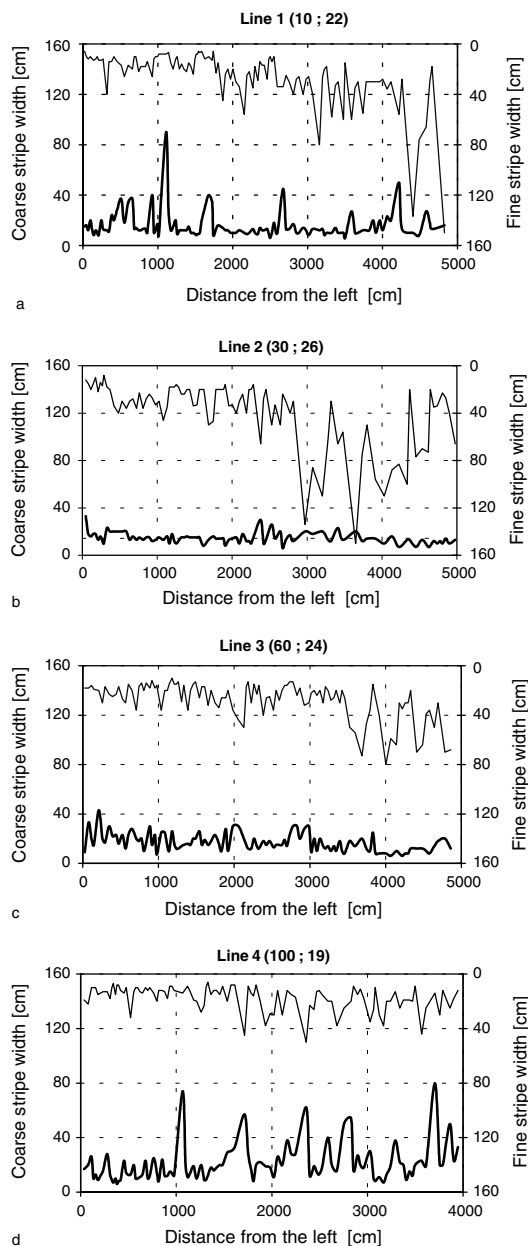 Line 1 (10 ; 22)
Coarse stripe width [cm]
160
120
80
40
0
0
40
80
120
160
Fine stripe width [cm]
0 1000 2000 3000 4000 5000
Distance from the left [cm]
a
Line 2 (30 ; 26)
Coarse stripe width [cm]
160
120
80
40
0
0
40
80
120
160
Fine stripe width [cm]
0 1000 2000 3000 4000 5000
Distance from the left [cm]
b
Line 3 (60 ; 24)
Coarse stripe width [cm]
160
120
80
40
0
0
40
80
120
160
Fine stripe width [cm]
0 1000 2000 3000 4000 5000
Distance from the left [cm]
c
Line 4 (100 ; 19)
Coarse stripe width [cm]
160
120
80
40
0
0
40
80
120
160
Fine stripe width [cm]
0 1000 2000 3000 4000
Distance from the left [cm]
d